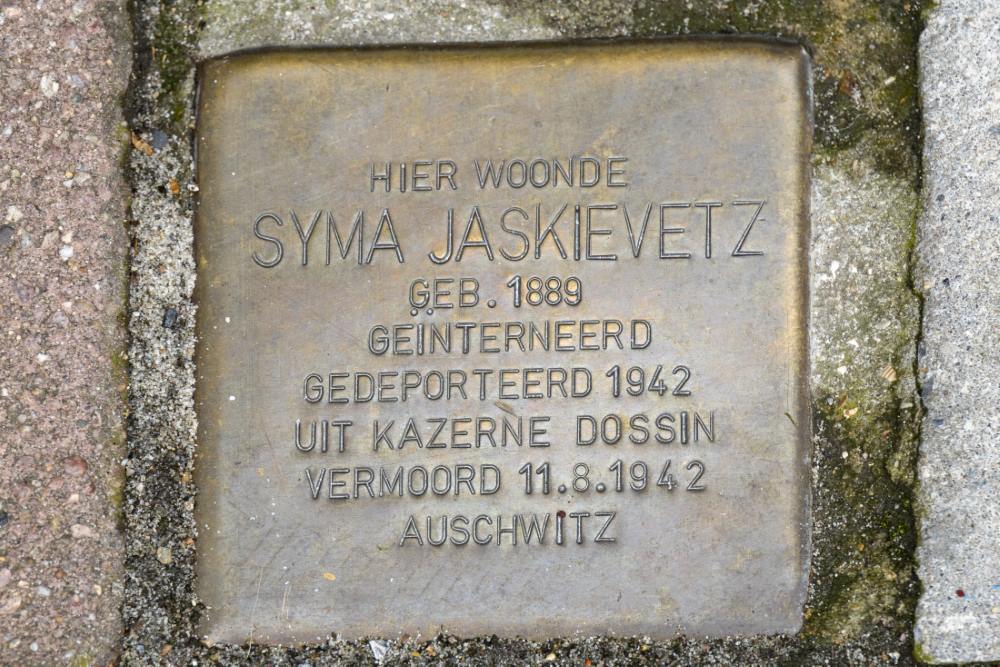 HIER WOONDE
SYMA JASKIEVETZ
GEB. 1889
GEÏNTERNEERD
GEDEPORTEERD 1942
UIT KAZERNE DOSSIN
VERMOORD 11.8.1942
AUSCHWITZ